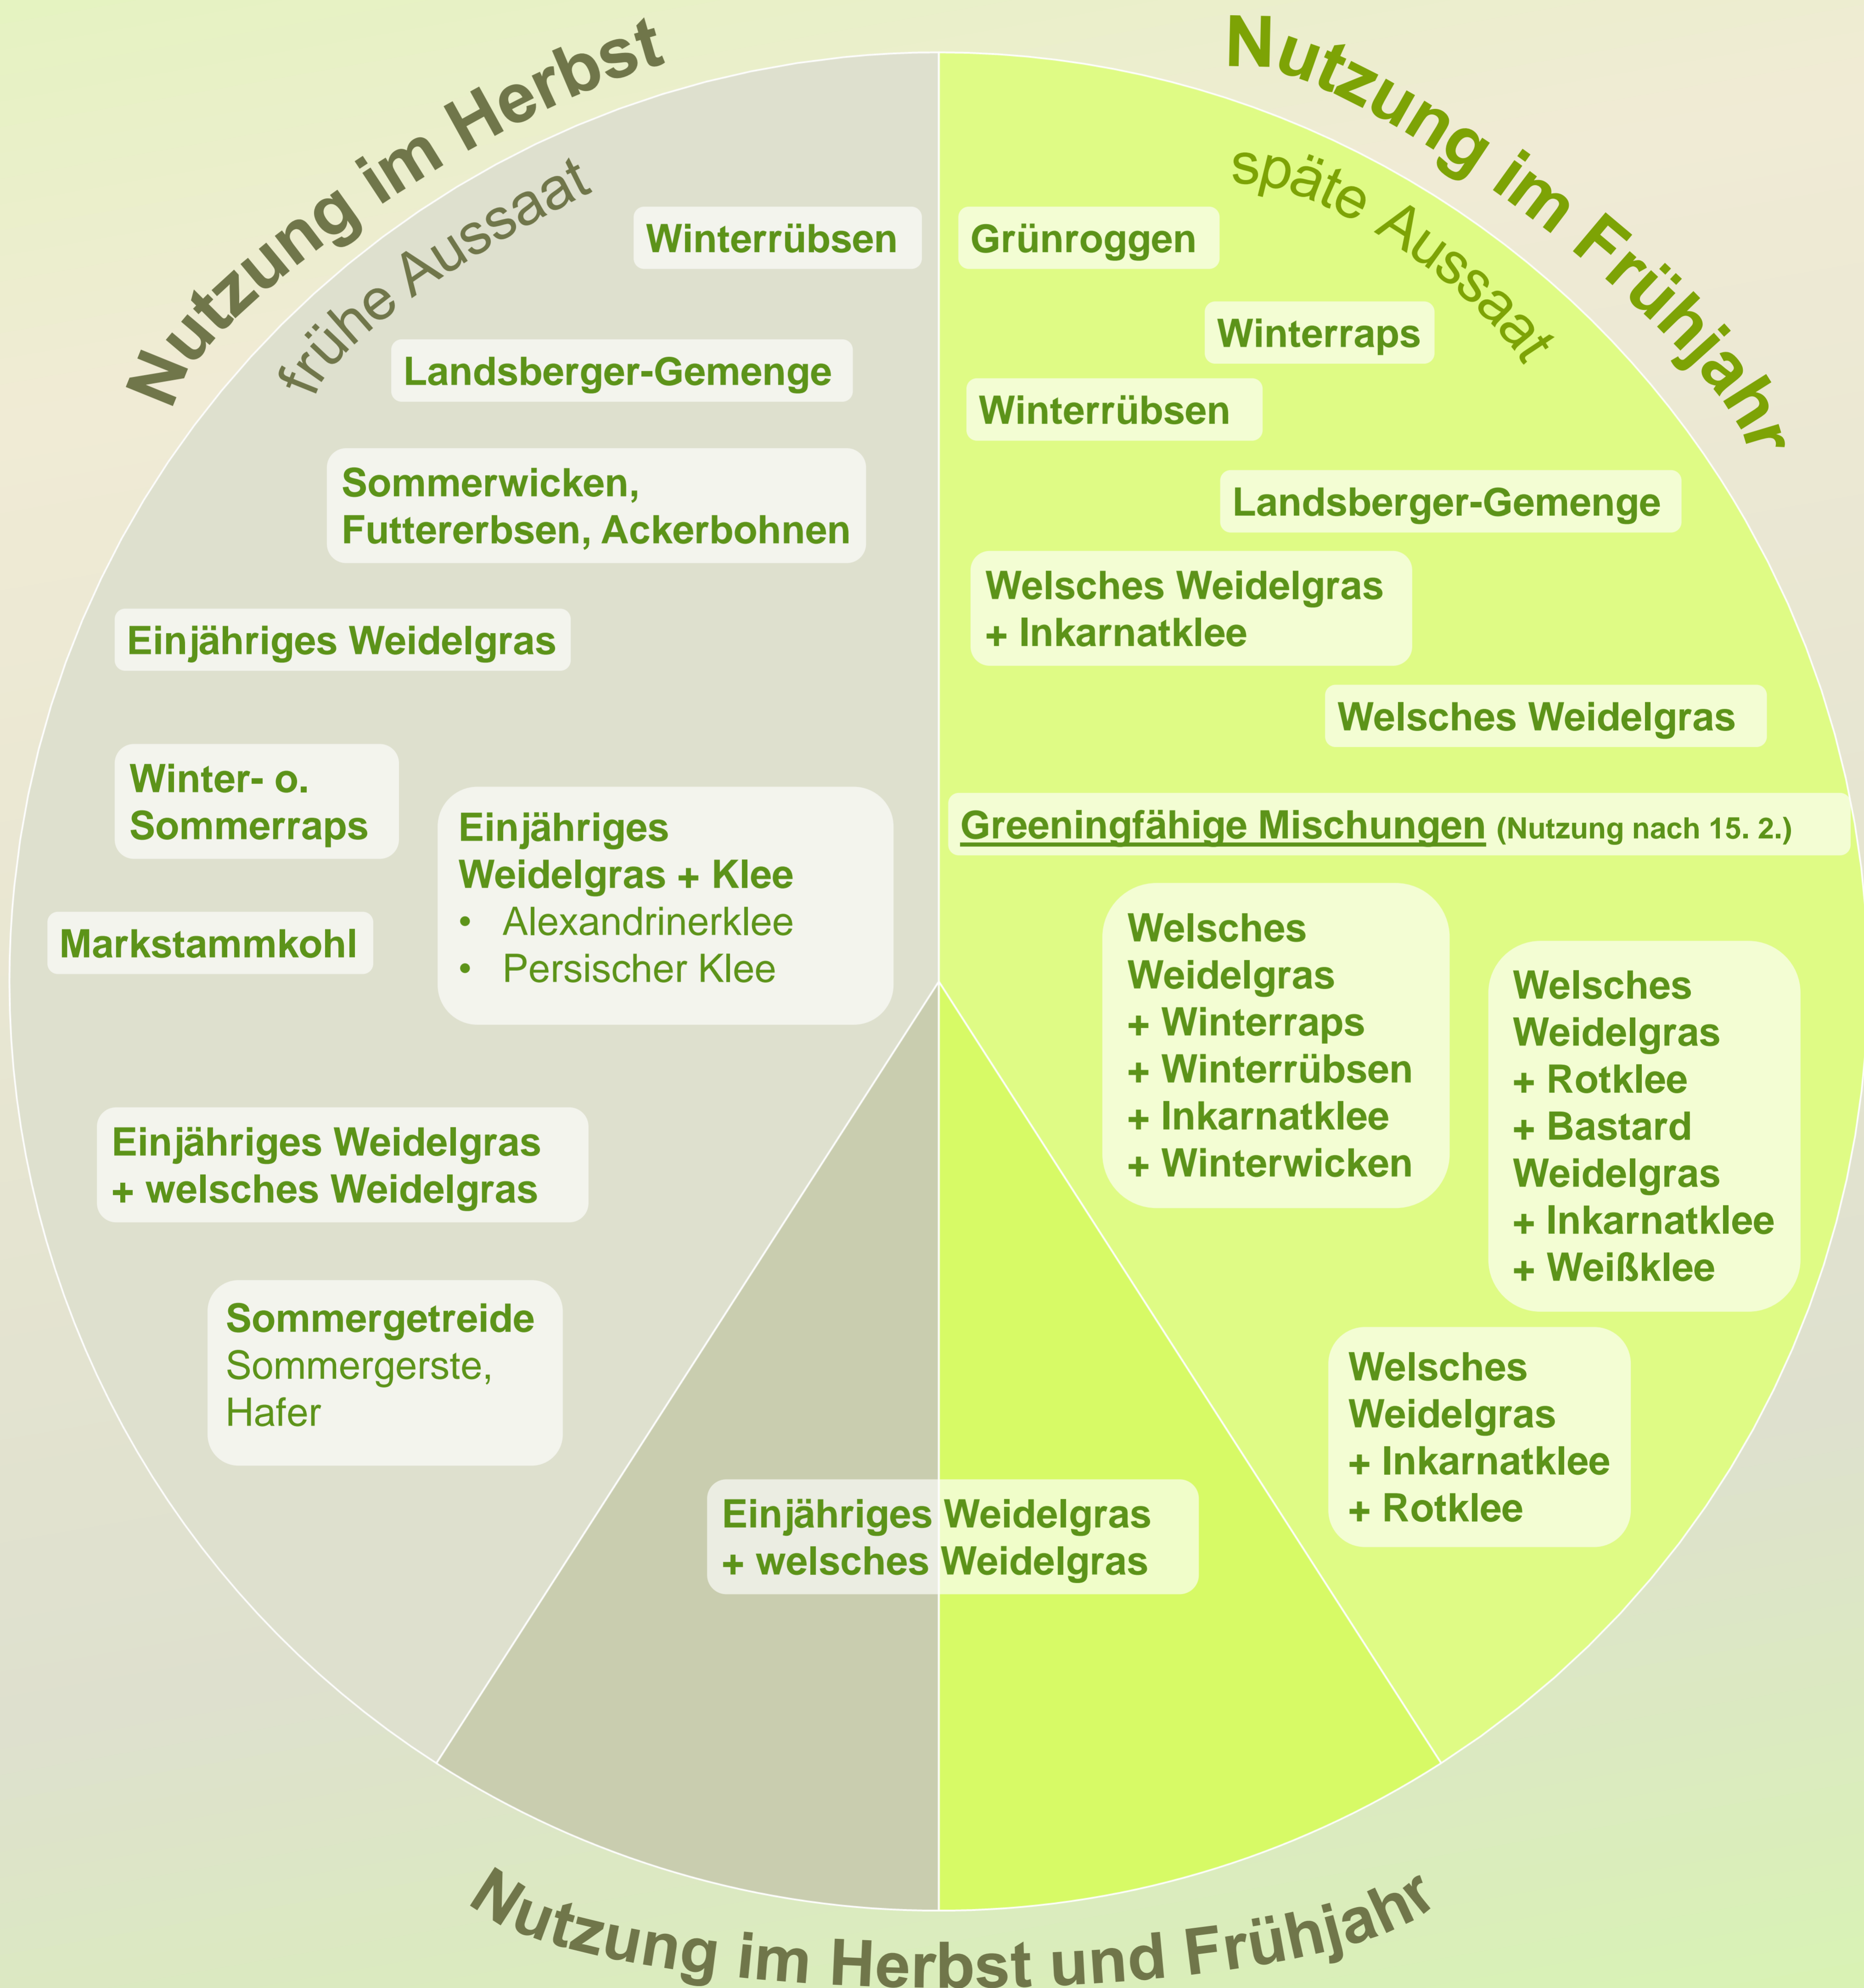 Nutzung im Herbst
frühe Aussaat
Winterrübsen
Landsberger-Gemenge
Sommerwicken,
Futtererbsen, Ackerbohnen
Einjähriges Weidelgras
Winter- o.
Sommerraps
Einjähriges
Weidelgras + Klee
• Alexandrinerklee
• Persischer Klee
Markstammkohl
Einjähriges Weidelgras
+ welsches Weidelgras
Sommergetreide
Sommergerste,
Hafer
Nutzung im Frühjahr
späte Aussaat
Grünroggen
Winterraps
Winterrübsen
Landsberger-Gemenge
Welsches Weidelgras
+ Inkarnatklee
Welsches Weidelgras
Greeningfähige Mischungen (Nutzung nach 15. 2.)
Welsches
Weidelgras
+ Winterraps
+ Winterrübsen
+ Inkarnatklee
+ Winterwicken
Welsches
Weidelgras
+ Rotklee
+ Bastard
Weidelgras
+ Inkarnatklee
+ Weißklee
Welsches
Weidelgras
+ Inkarnatklee
+ Rotklee
Einjähriges Weidelgras
+ welsches Weidelgras
Nutzung im Herbst und Frühjahr